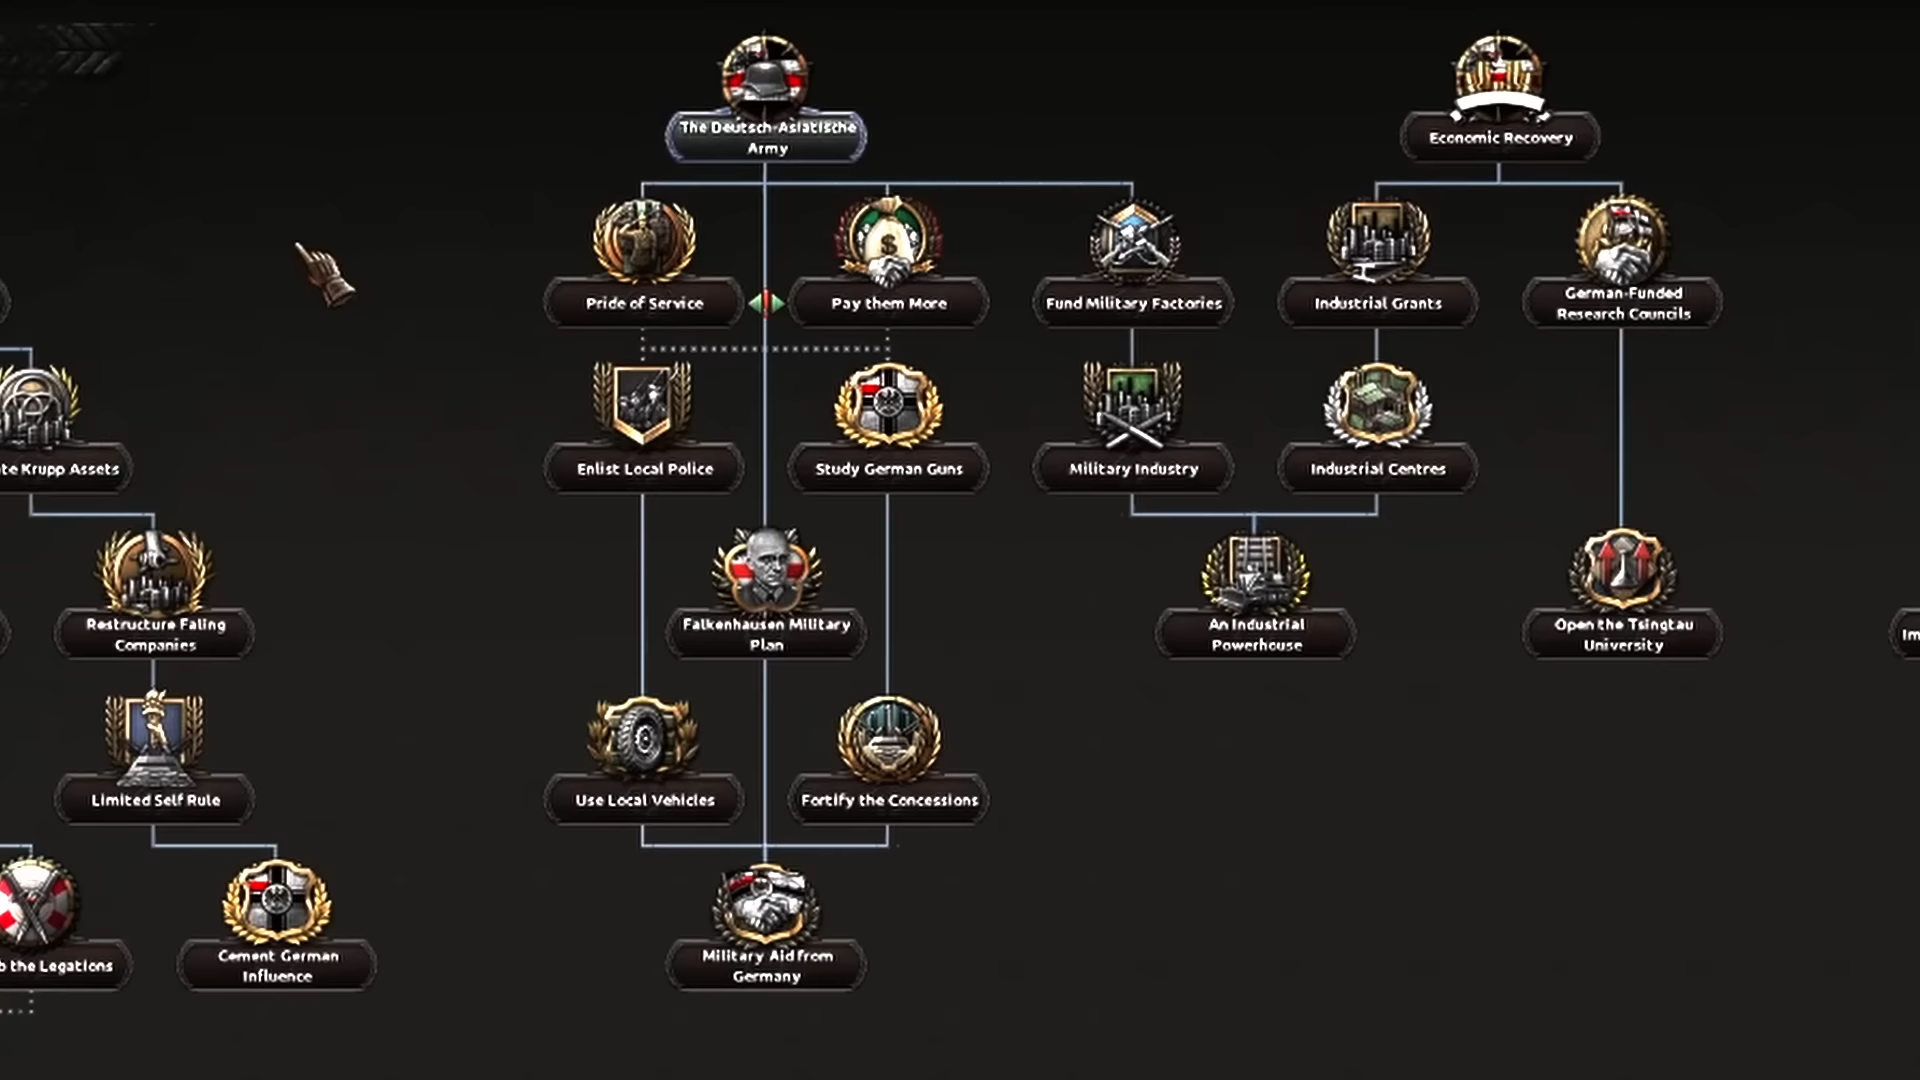 The Deutsch-Asiatische
Army
Economic Recovery
Pride of Service
Pay them More
Fund Military Factories
Industrial Grants
German-Funded
Research Councils
te Krupp Assets
Enlist Local Police
Study German Guns
Military Industry
Industrial Centres
Restructure Faling
Companies
Falkenhausen Military
Plan
An Industrial
Powerhouse
Open the Tsingtau
University
Im
Limited Self Rule
Use Local Vehicles
Fortify the Concessions
b the Legations
Cement German
Influence
Military Aid from
Germany
$